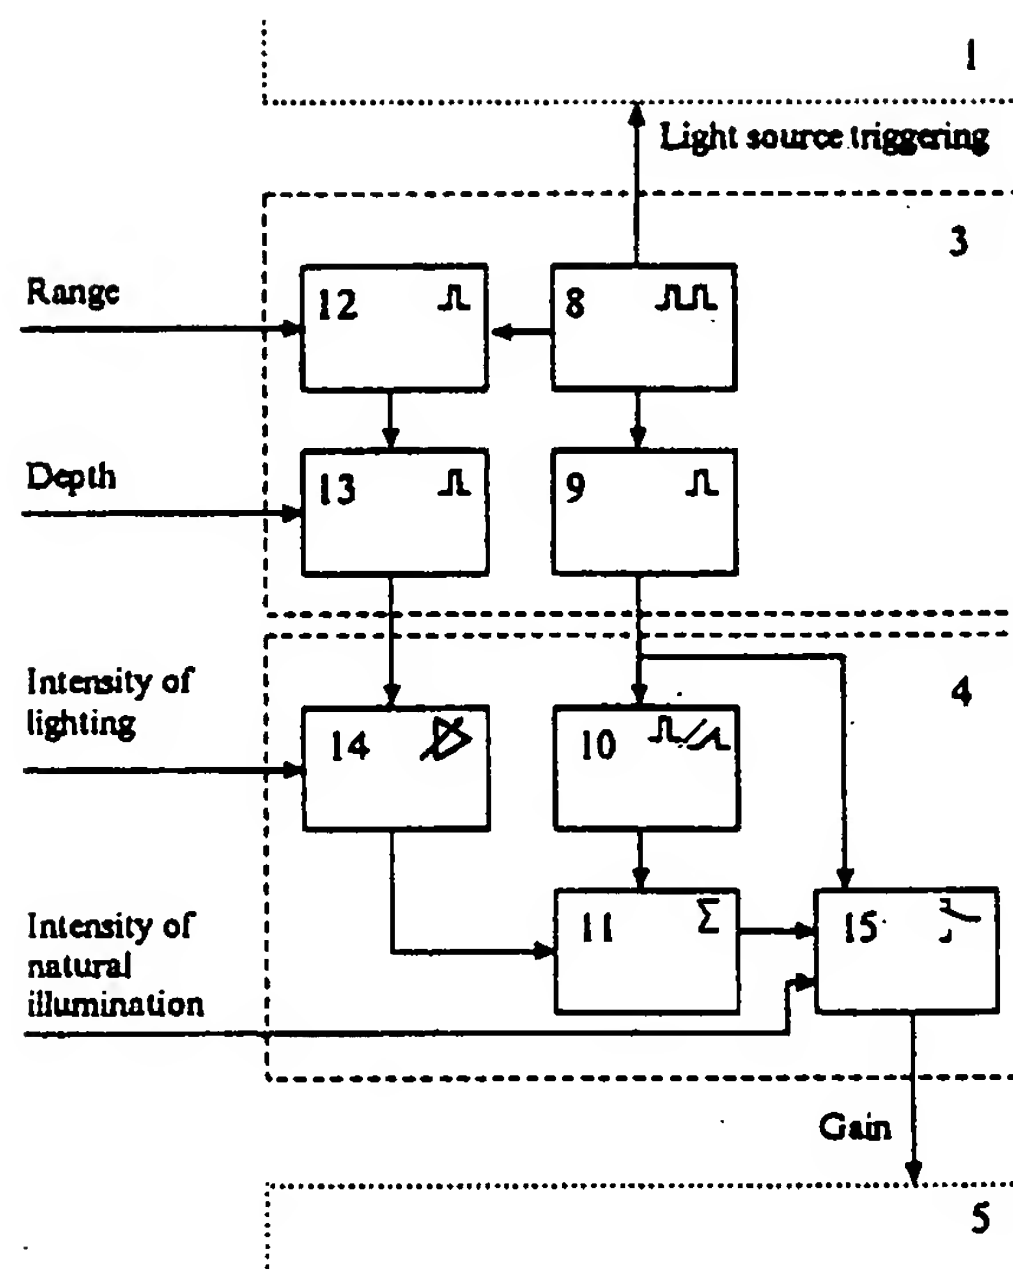 1
Light source triggering
3
Range
12
8
Depth
13
9
Intensity of
lighting
4
14
10
Intensity of
natural
illumination
11
Σ
15
Gain
5